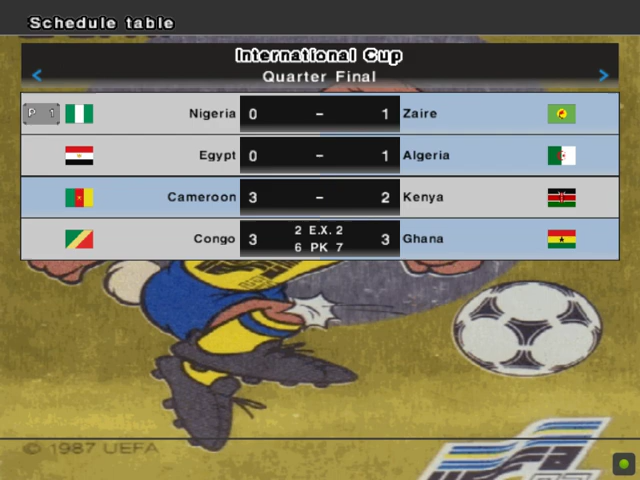 Schedule table
International Cup
Quarter Final
P 1 Nigeria 0 - 1 Zaire
Egypt 0 - 1 Algeria
Cameroon 3 - 2 Kenya
2 E.X. 2
Congo 3 3 Ghana
6 PK 7
© 1987 UEFA